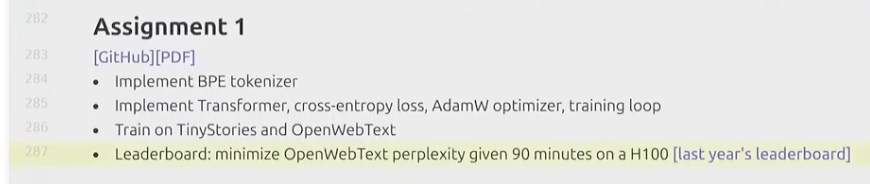 282 Assignment 1
283 [GitHub][PDF]
284 • Implement BPE tokenizer
285 • Implement Transformer, cross-entropy loss, AdamW optimizer, training loop
286 • Train on TinyStories and OpenWebText
287 • Leaderboard: minimize OpenWebText perplexity given 90 minutes on a H100 [last year's leaderboard]